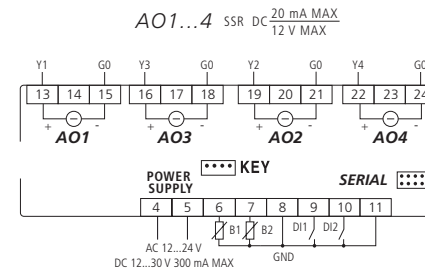 AO1...4 SSR DC 20 mA MAX
12 V MAX
Y1 G0 Y3 G0 Y2 G0 Y4 G0
13 14 15 16 17 18 19 20 21 22 23 24
+ - + - + - + -
AO1 AO3 AO2 AO4
KEY
POWER SUPPLY
SERIAL
4 5 6 7 8 9 10 11
B1 B2 DI1 DI2
AC 12...24 V
GND
DC 12...30 V 300 mA MAX